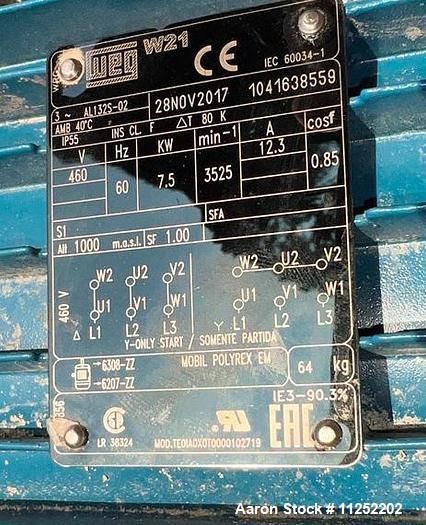 WEG W21 CE IEC 60034-1
3 ~ AL132S-02 28NOV2017 1041638559
AMB 40°C INS CL. F ΔT 80 K
IP55
V Hz KW min-1 A cosf
460 60 7.5 3525 12.3 0.85
S1 SFA
Alt 1000 m.a.s.l. SF 1.00
460 V
W2 U2 V2 W2 U2 V2
U1 V1 W1 U1 V1 W1
Δ L1 L2 L3 Y L1 L2 L3
Y-ONLY START / SOMENTE PARTIDA
→6308-ZZ MOBIL POLYREX EM 64 kg
→6207-ZZ
IE3-90.3%
LR 38324 EAC
MOD.TE01A0X0T0000102719
Aaron Stock # 11252202